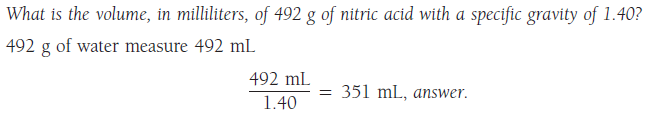 What is the volume, in milliliters, of 492 g of nitric acid with a specific gravity of 1.40?
492 g of water measure 492 mL
492 mL
1.40
= 351 mL, answer.